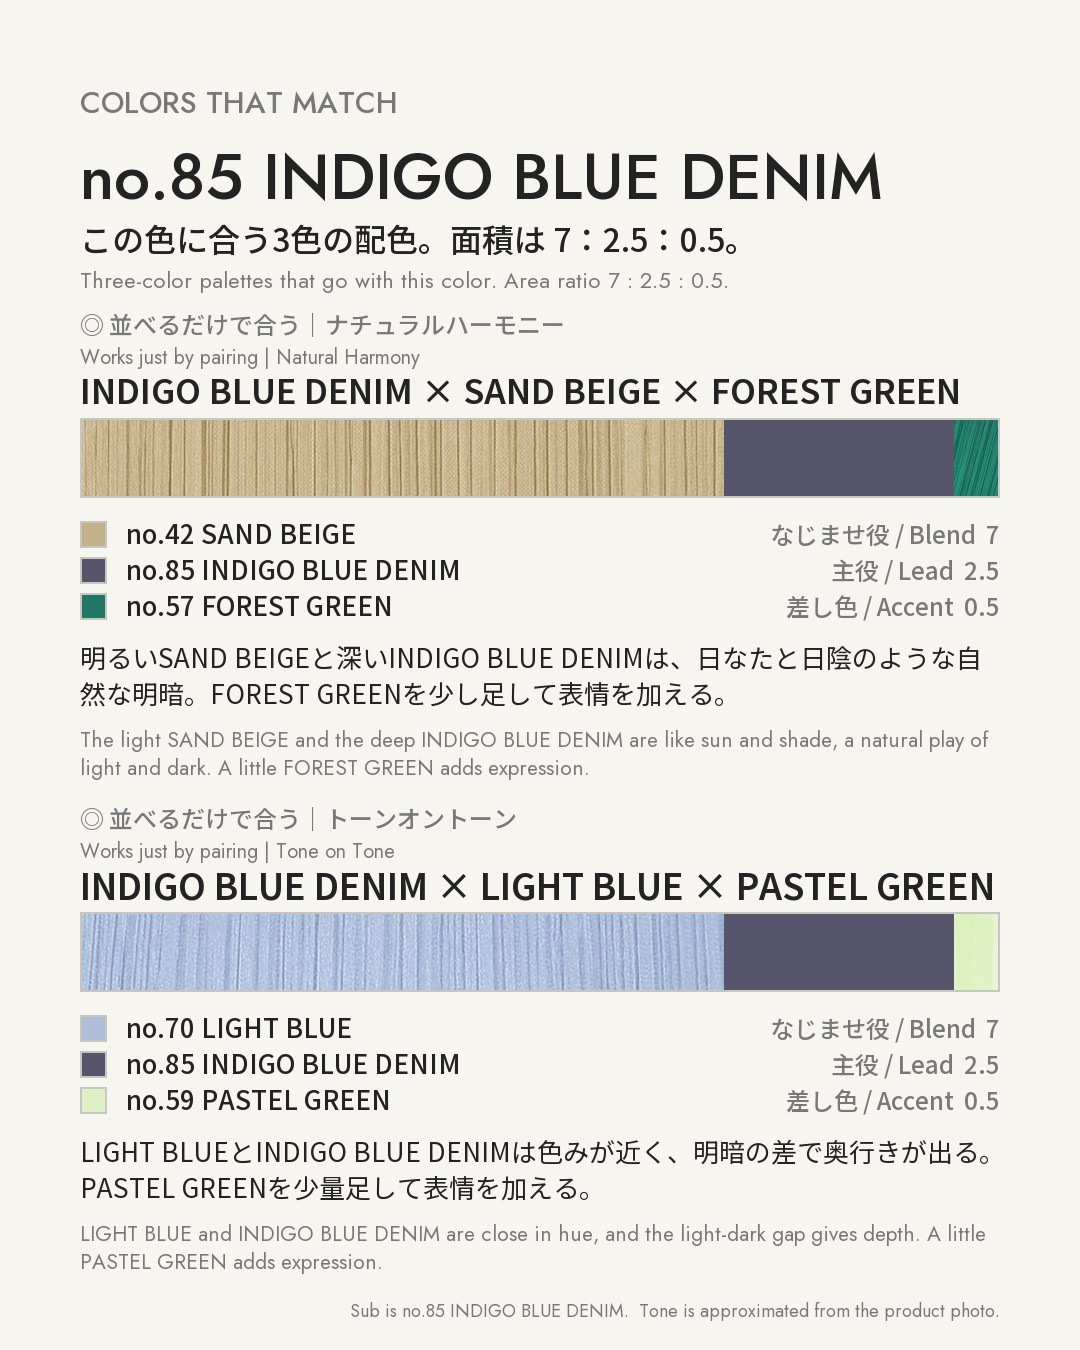 COLORS THAT MATCH
no.85 INDIGO BLUE DENIM
この色に合う3色の配色。面積は 7：2.5：0.5。
Three-color palettes that go with this color. Area ratio 7 : 2.5 : 0.5.
◎ 並べるだけで合う｜ナチュラルハーモニー
Works just by pairing | Natural Harmony
INDIGO BLUE DENIM × SAND BEIGE × FOREST GREEN
no.42 SAND BEIGE なじませ役 / Blend 7
no.85 INDIGO BLUE DENIM 主役 / Lead 2.5
no.57 FOREST GREEN 差し色 / Accent 0.5
明るいSAND BEIGEと深いINDIGO BLUE DENIMは、日なたと日陰のような自
然な明暗。FOREST GREENを少し足して表情を加える。
The light SAND BEIGE and the deep INDIGO BLUE DENIM are like sun and shade, a natural play of
light and dark. A little FOREST GREEN adds expression.
◎ 並べるだけで合う｜トーンオントーン
Works just by pairing | Tone on Tone
INDIGO BLUE DENIM × LIGHT BLUE × PASTEL GREEN
no.70 LIGHT BLUE なじませ役 / Blend 7
no.85 INDIGO BLUE DENIM 主役 / Lead 2.5
no.59 PASTEL GREEN 差し色 / Accent 0.5
LIGHT BLUEとINDIGO BLUE DENIMは色みが近く、明暗の差で奥行きが出る。
PASTEL GREENを少量足して表情を加える。
LIGHT BLUE and INDIGO BLUE DENIM are close in hue, and the light-dark gap gives depth. A little
PASTEL GREEN adds expression.
Sub is no.85 INDIGO BLUE DENIM. Tone is approximated from the product photo.